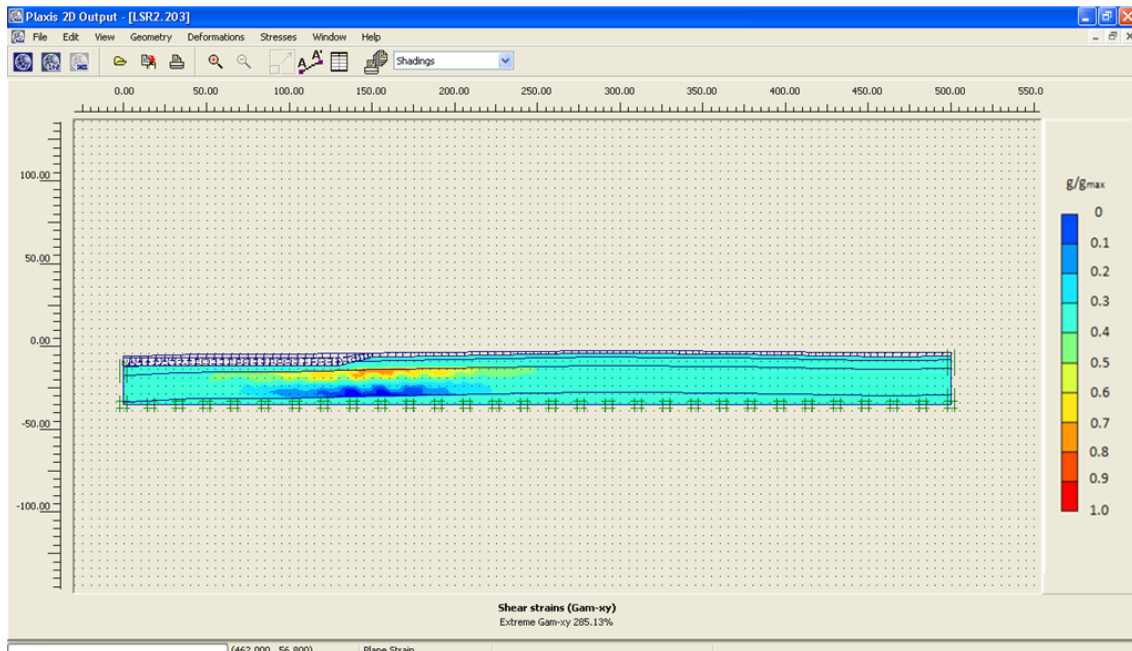 Plaxis 2D Output - [LSR2.203]
File Edit View Geometry Deformations Stresses Window Help
A A' Shadings
0.00 50.00 100.00 150.00 200.00 250.00 300.00 350.00 400.00 450.00 500.00 550.0
100.00
50.00
0.00
-50.00
-100.00
g/gmax
0
0.1
0.2
0.3
0.4
0.5
0.6
0.7
0.8
0.9
1.0
Shear strains (Gam-xy)
Extreme Gam-xy 285.13%
(462.000, 56.800) Plane Strain